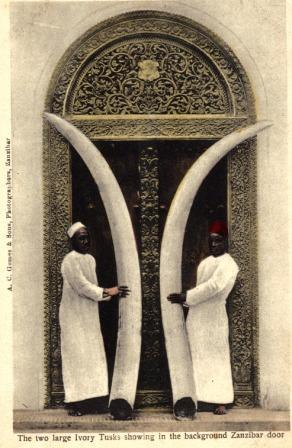 A. C. Gomes & Sons, Photographers, Zanzibar
The two large Ivory Tusks showing in the background Zanzibar door